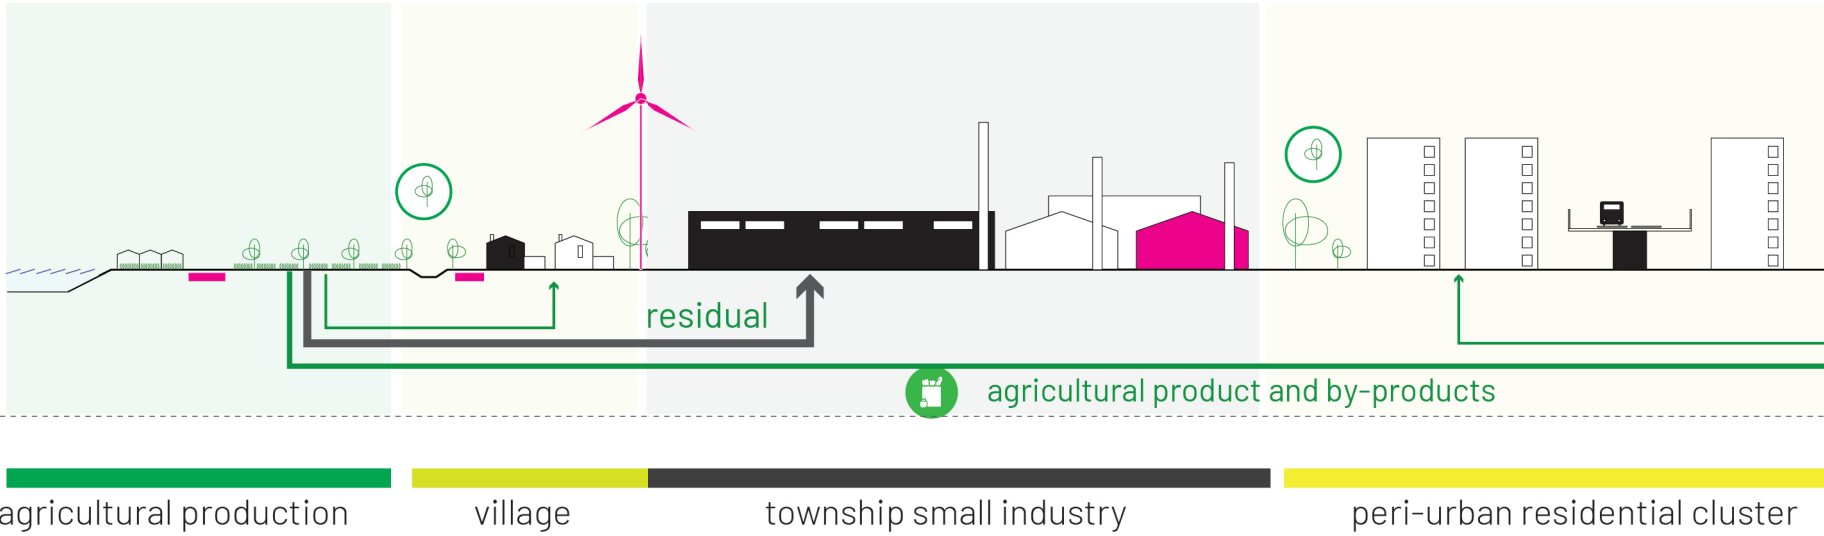 residual
agricultural product and by-products
agricultural production
village
township small industry
peri-urban residential cluster